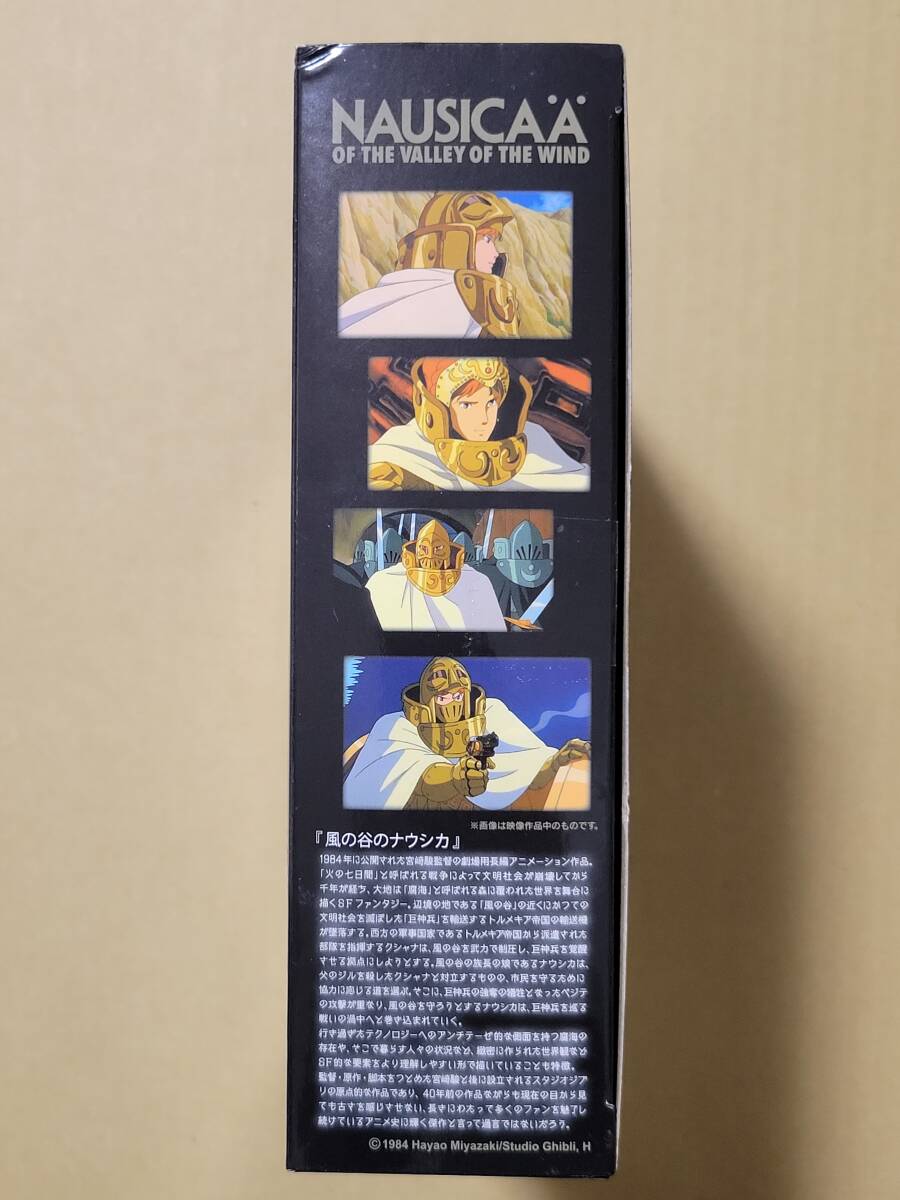 NAUSICAÄ
OF THE VALLEY OF THE WIND
※画像は映像作品中のものです。
『風の谷のナウシカ』
1984年に公開された宮﨑駿監督の劇場用長編アニメーション作品。
「火の七日間」と呼ばれる戦争によって文明社会が崩壊してから
千年が経ち、大地は「腐海」と呼ばれる森に覆われた世界を舞台に
描くSFファンタジー。辺境の地である「風の谷」の近くにかつての
文明社会を滅ぼした「巨神兵」を輸送するトルメキア帝国の輸送機
が墜落する。西方の軍事国家であるトルメキア帝国から派遣された
部隊を指揮するクシャナは、風の谷を武力で制圧し、巨神兵を覚醒
させる拠点にしようとする。風の谷の族長の娘であるナウシカは、
父のジルを殺したクシャナと対立するものの、市民を守るために
協力に応じる道を選ぶ。そこに、巨神兵の強奪の犠牲となったペジテ
の攻撃が重なり、風の谷を守ろうとするナウシカは、巨神兵を巡る
戦いの渦中へと巻き込まれていく。
行き過ぎたテクノロジーへのアンチテーゼ的な側面を持つ腐海の
存在や、そこで暮らす人々の状況など、緻密に作られた世界観など
SF的な要素をより理解しやすい形で描いていることも特徴。
監督・原作・脚本をつとめた宮﨑駿と後に設立されるスタジオジブ
リの原点的な作品であり、40年前の作品ながらも現在の目から見
ても古さを感じさせない、長きにわたって多くのファンを魅了し
続けているアニメ史に輝く傑作と言って過言ではないだろう。
©1984 Hayao Miyazaki/Studio Ghibli, H